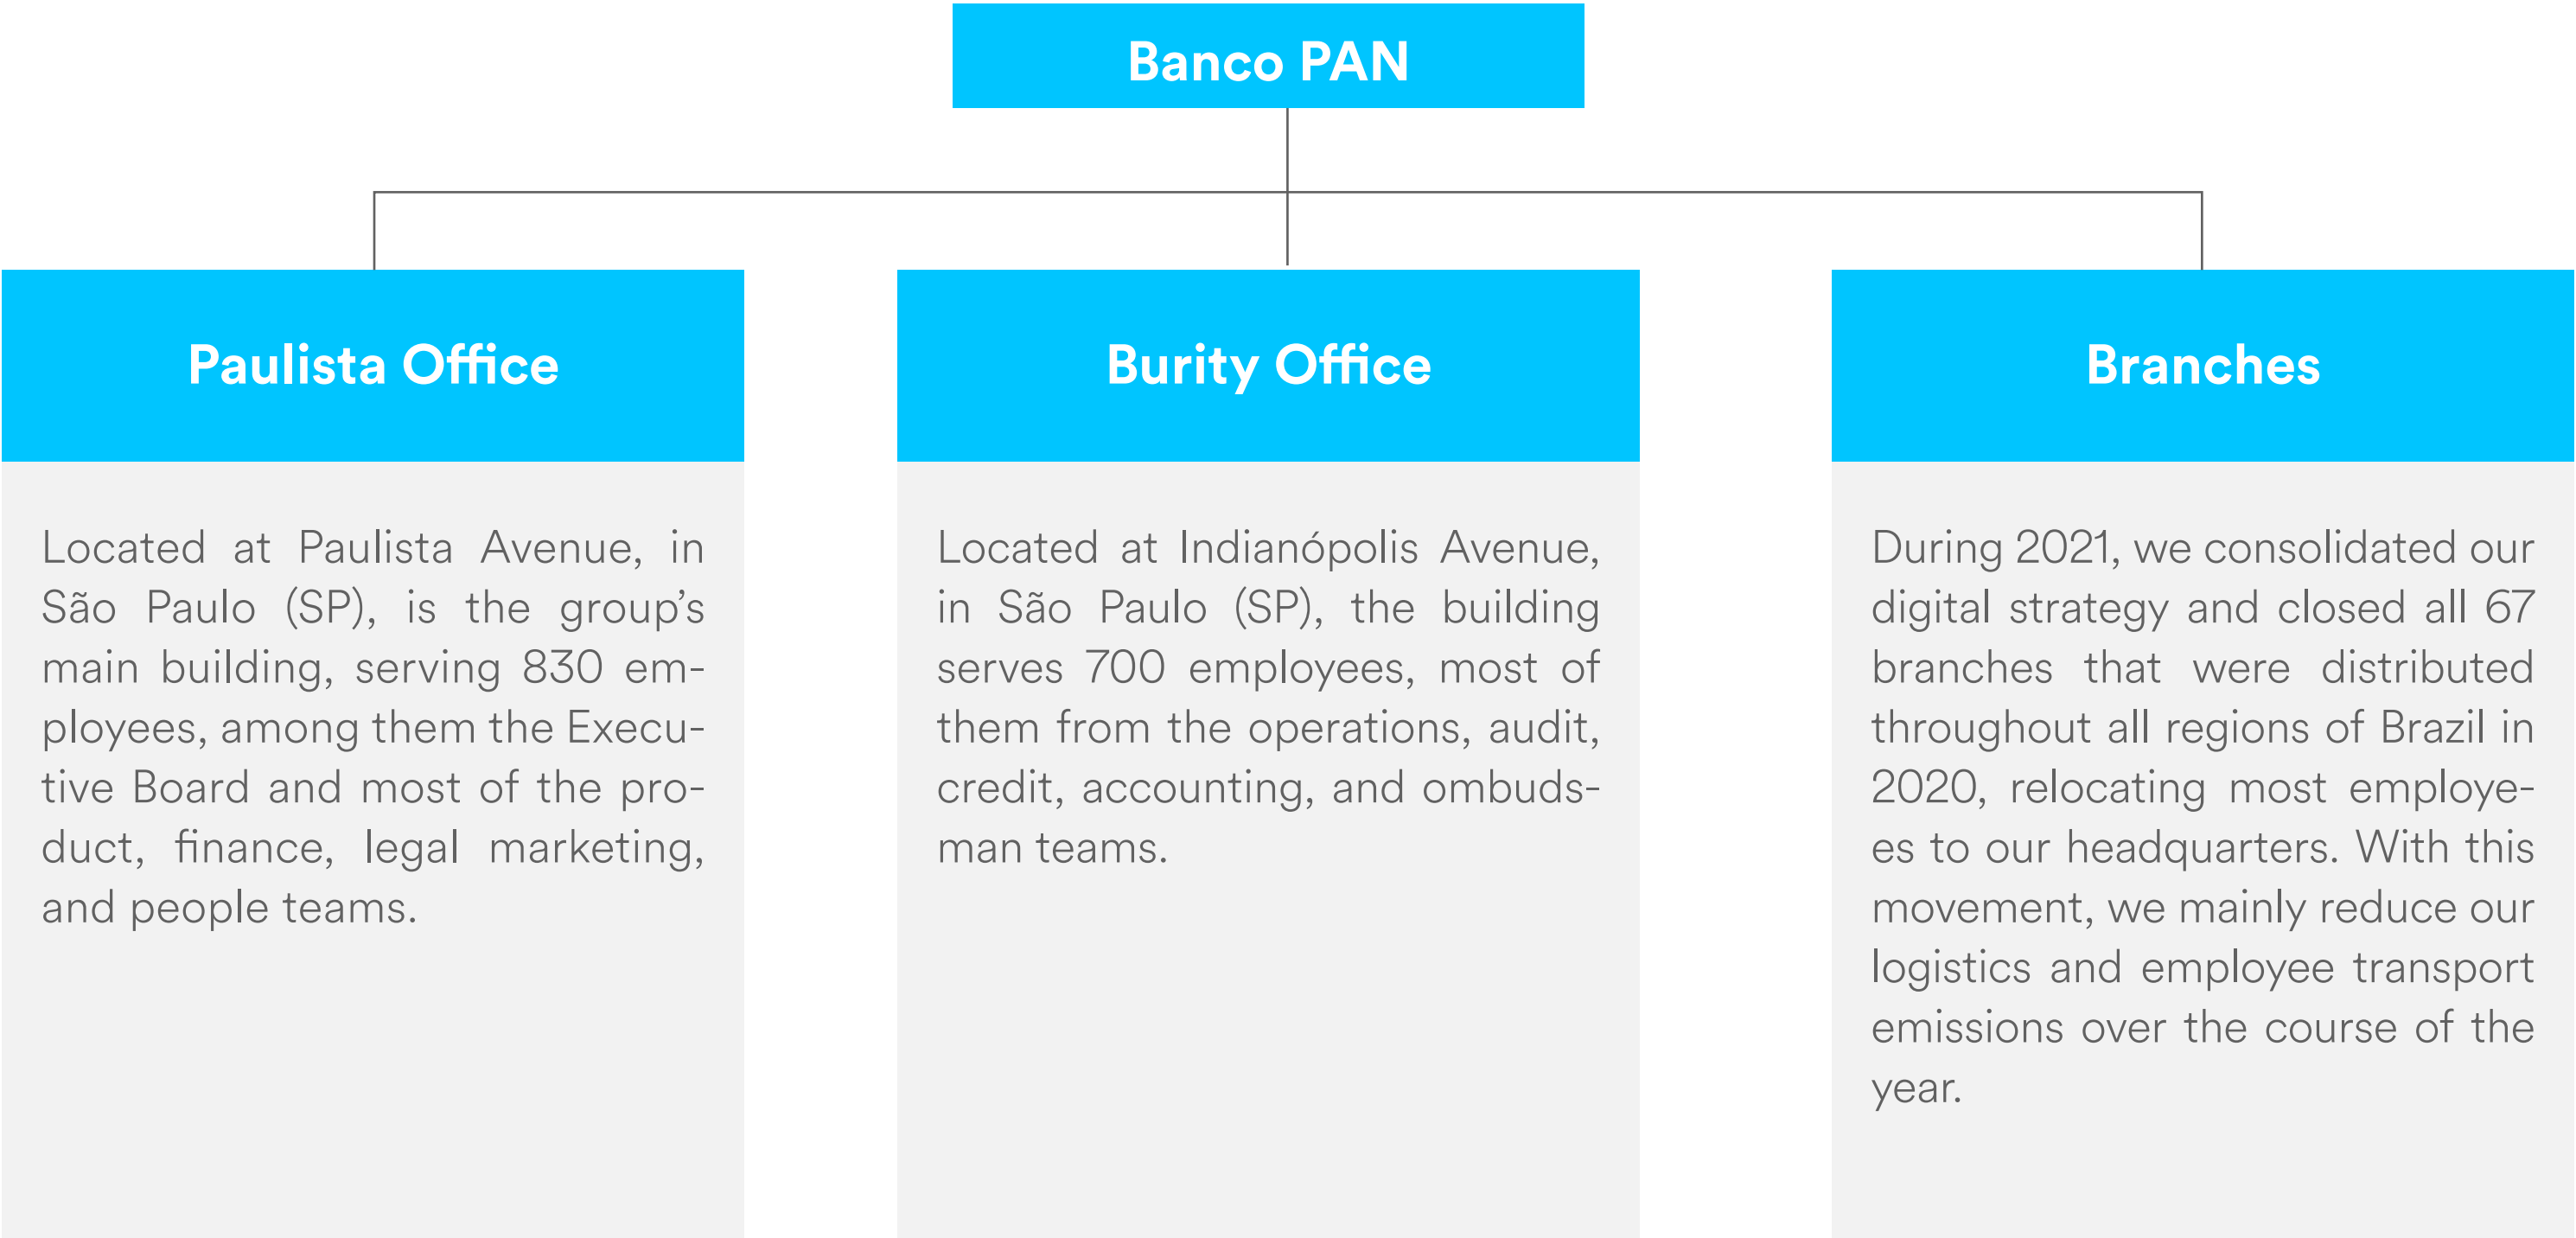 Banco PAN
Paulista Office
Located at Paulista Avenue, in
São Paulo (SP), is the group’s
main building, serving 830 em-
ployees, among them the Execu-
tive Board and most of the pro-
duct, finance, legal marketing,
and people teams.
Burity Office
Located at Indianópolis Avenue,
in São Paulo (SP), the building
serves 700 employees, most of
them from the operations, audit,
credit, accounting, and ombuds-
man teams.
Branches
During 2021, we consolidated our
digital strategy and closed all 67
branches that were distributed
throughout all regions of Brazil in
2020, relocating most employe-
es to our headquarters. With this
movement, we mainly reduce our
logistics and employee transport
emissions over the course of the
year.